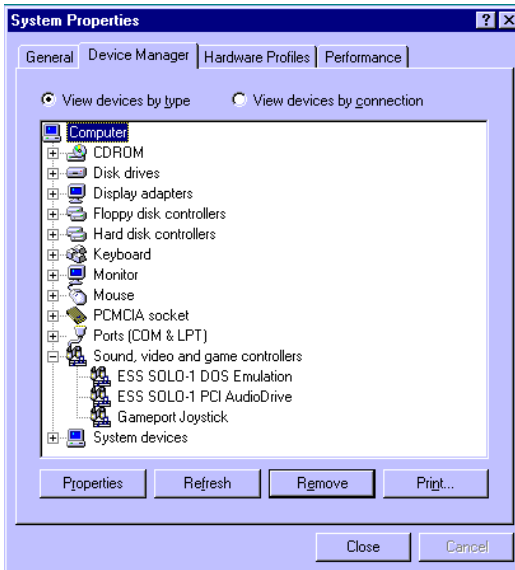 System Properties
General Device Manager Hardware Profiles Performance
View devices by type View devices by connection
Computer
CDROM
Disk drives
Display adapters
Floppy disk controllers
Hard disk controllers
Keyboard
Monitor
Mouse
PCMCIA socket
Ports (COM & LPT)
Sound, video and game controllers
ESS SOLO-1 DOS Emulation
ESS SOLO-1 PCI AudioDrive
Gameport Joystick
System devices
Properties Refresh Remove Print...
Close Cancel